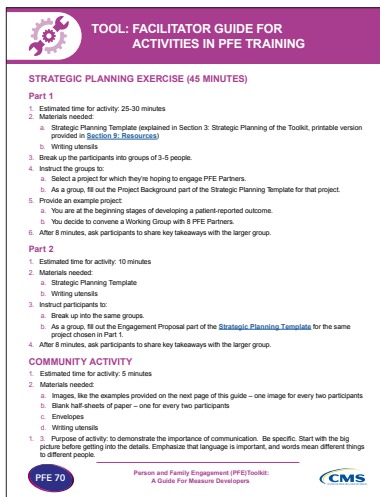 TOOL: FACILITATOR GUIDE FOR
ACTIVITIES IN PFE TRAINING
STRATEGIC PLANNING EXERCISE (45 MINUTES)
Part 1
1. Estimated time for activity: 25-30 minutes
2. Materials needed:
a. Strategic Planning Template (explained in Section 3: Strategic Planning of the Toolkit, printable version
provided in Section 9: Resources)
b. Writing utensils
3. Break up the participants into groups of 3-5 people.
4. Instruct the groups to:
a. Select a project for which they're hoping to engage PFE Partners.
b. As a group, fill out the Project Background part of the Strategic Planning Template for that project.
5. Provide an example project:
a. You are at the beginning stages of developing a patient-reported outcome.
b. You decide to convene a Working Group with 8 PFE Partners.
6. After 8 minutes, ask participants to share key takeaways with the larger group.
Part 2
1. Estimated time for activity: 10 minutes
2. Materials needed:
a. Strategic Planning Template
b. Writing utensils
3. Instruct participants to:
a. Break up into the same groups.
b. As a group, fill out the Engagement Proposal part of the Strategic Planning Template for the same
project chosen in Part 1.
4. After 8 minutes, ask participants to share key takeaways with the larger group.
COMMUNITY ACTIVITY
1. Estimated time for activity: 5 minutes
2. Materials needed:
a. Images, like the examples provided on the next page of this guide – one image for every two participants
b. Blank half-sheets of paper – one for every two participants
c. Envelopes
d. Writing utensils
1. 3. Purpose of activity: to demonstrate the importance of communication. Be specific. Start with the big
picture before getting into the details. Emphasize that language is important, and words mean different things
to different people.
PFE 70
Person and Family Engagement (PFE)Toolkit:
A Guide For Measure Developers
CMS